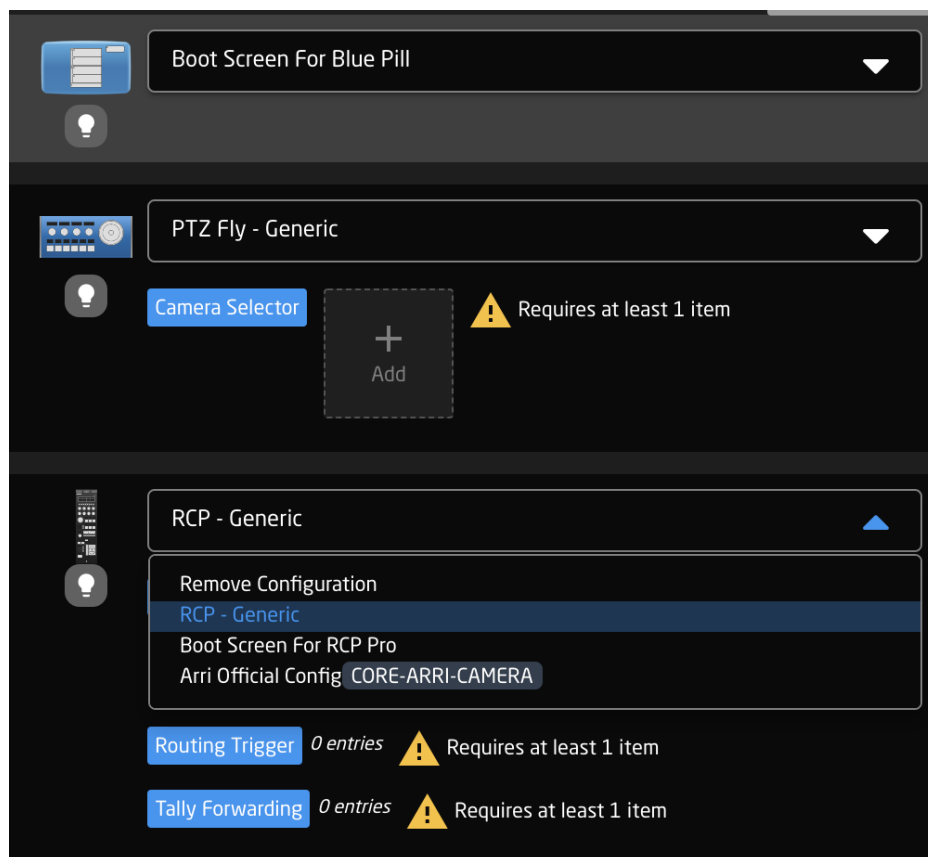 Boot Screen For Blue Pill
PTZ Fly - Generic
Camera Selector
Add
Requires at least 1 item
RCP - Generic
Remove Configuration
RCP - Generic
Boot Screen For RCP Pro
Arri Official Config CORE-ARRI-CAMERA
Routing Trigger 0 entries Requires at least 1 item
Tally Forwarding 0 entries Requires at least 1 item